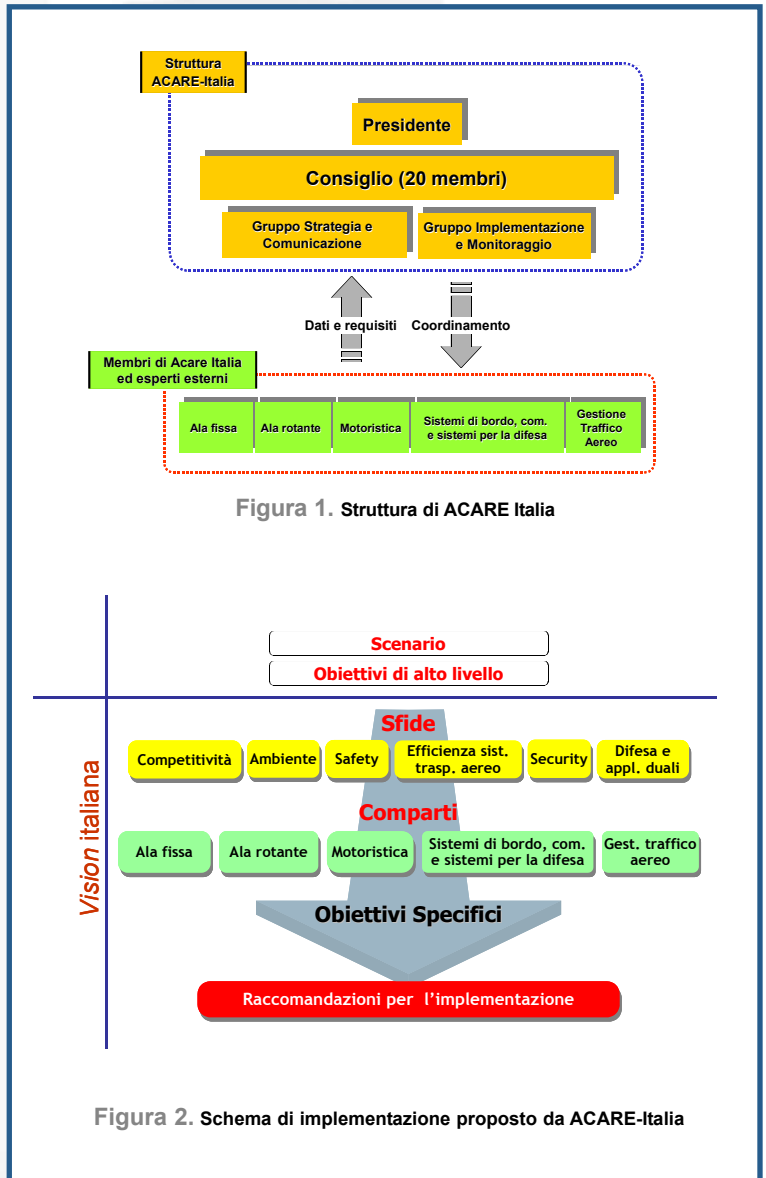 Struttura
ACARE-Italia
Presidente
Consiglio (20 membri)
Gruppo Strategia e
Comunicazione
Gruppo Implementazione
e Monitoraggio
Dati e requisiti
Coordinamento
Membri di Acare Italia
ed esperti esterni
Ala fissa
Ala rotante
Motoristica
Sistemi di bordo, com.
e sistemi per la difesa
Gestione
Traffico
Aereo
Figura 1. Struttura di ACARE Italia
Vision italiana
Scenario
Obiettivi di alto livello
Sfide
Competitività
Ambiente
Safety
Efficienza sist.
trasp. aereo
Security
Difesa e
appl. duali
Comparti
Ala fissa
Ala rotante
Motoristica
Sistemi di bordo, com.
e sistemi per la difesa
Gest. traffico
aereo
Obiettivi Specifici
Raccomandazioni per l'implementazione
Figura 2. Schema di implementazione proposto da ACARE-Italia